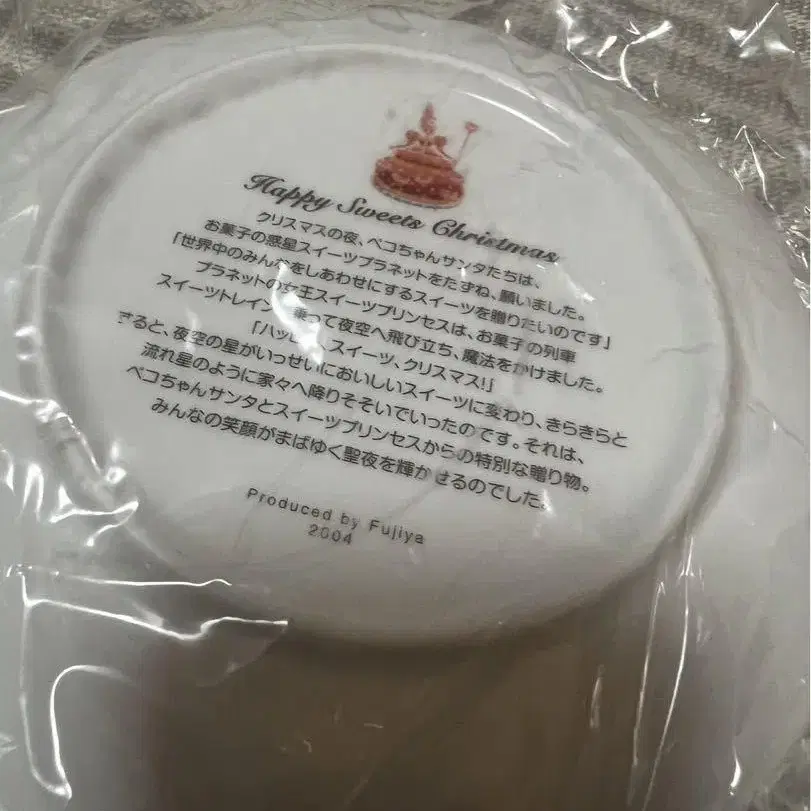 Happy Sweets Christmas
クリスマスの夜、ペコちゃんサンタたちは、
お菓子の惑星スイーツプラネットをたずね、願いました。
「世界中のみんなをしあわせにするスイーツを贈りたいのです」
プラネットの女王スイーツプリンセスは、お菓子の列車
スイーツトレイン 乗って夜空へ飛び立ち、魔法をかけました。
「ハッ スイーツ、クリスマス!」
すると、夜空の星がいっせいにおいしいスイーツに変わり、きらきらと
流れ星のように家々へ降りそそいでいったのです。それは、
ペコちゃんサンタとスイーツプリンセスからの特別な贈り物。
みんなの笑顔がまばゆく聖夜を輝かせるのでした。
Produced by Fujiya
2004